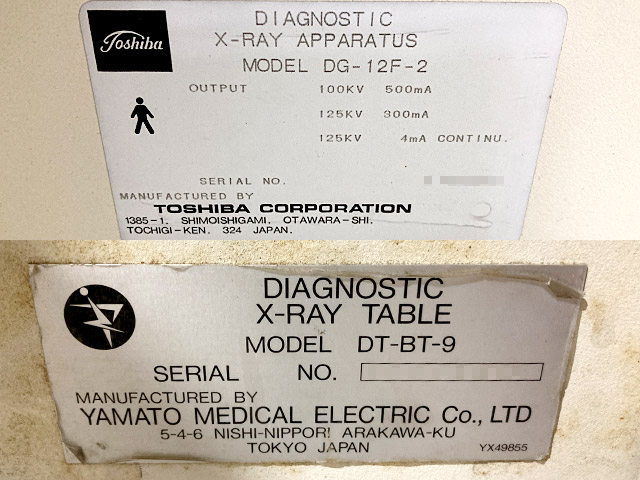 Toshiba
DIAGNOSTIC
X-RAY APPARATUS
MODEL DG-12F-2
OUTPUT 100KV 500mA
125KV 300mA
125KV 4mA CONTINU.
SERIAL NO.
MANUFACTURED BY
TOSHIBA CORPORATION
1385-1. SHIMOISHIGAMI. OTAWARA-SHI.
TOCHIGI-KEN. 324 JAPAN.
DIAGNOSTIC
X-RAY TABLE
MODEL DT-BT-9
SERIAL NO.
MANUFACTURED BY
YAMATO MEDICAL ELECTRIC Co., LTD
5-4-6 NISHI-NIPPORI ARAKAWA-KU
TOKYO JAPAN YX49855